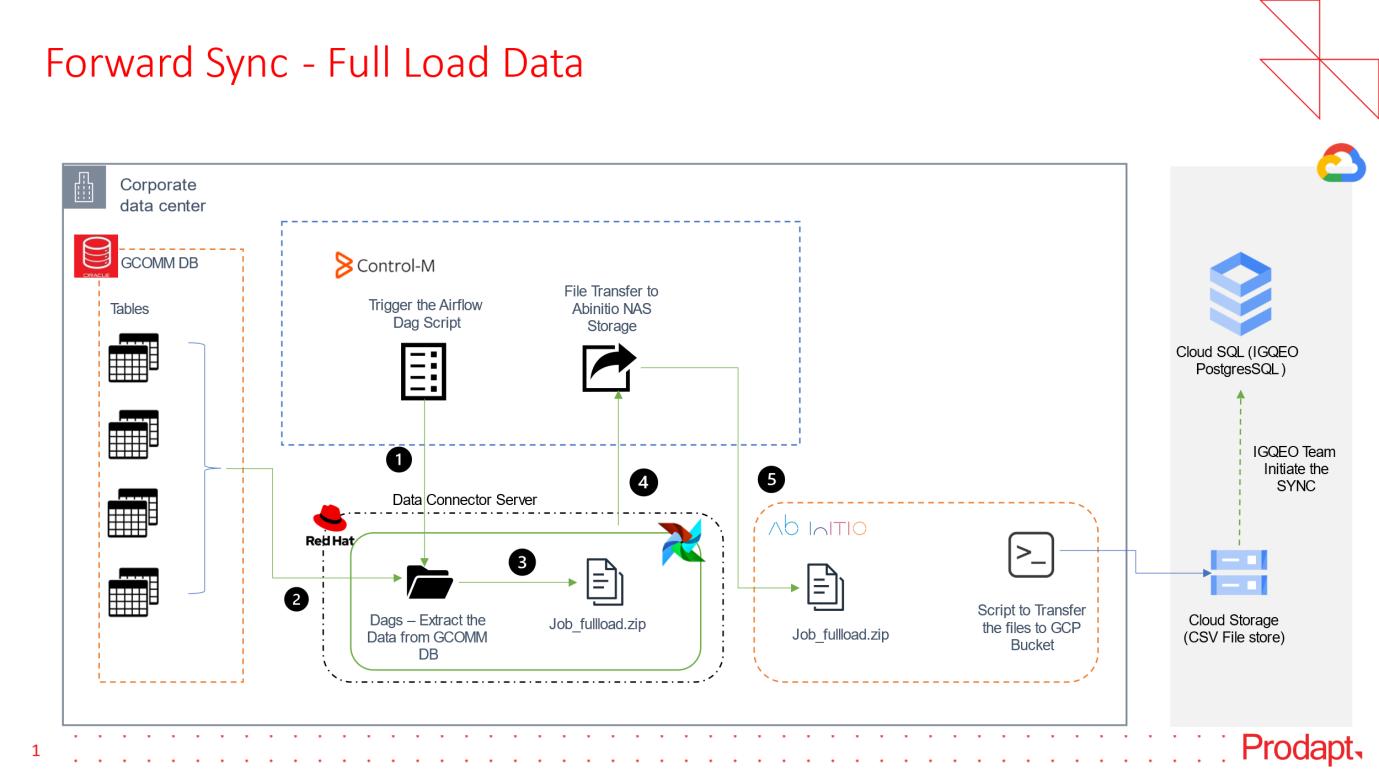 Forward Sync - Full Load Data
Corporate
data center
ORACLE
GCOMM DB
Tables
Control-M
Trigger the Airflow
Dag Script
File Transfer to
Abinitio NAS
Storage
1
4
5
Data Connector Server
Red Hat
3
2
Dags – Extract the
Data from GCOMM
DB
Job_fullload.zip
Ab InITIO
>_
Job_fullload.zip
Script to Transfer
the files to GCP
Bucket
Cloud SQL (IGQEO
PostgresSQL)
IGQEO Team
Initiate the
SYNC
Cloud Storage
(CSV File store)
1
Prodapt